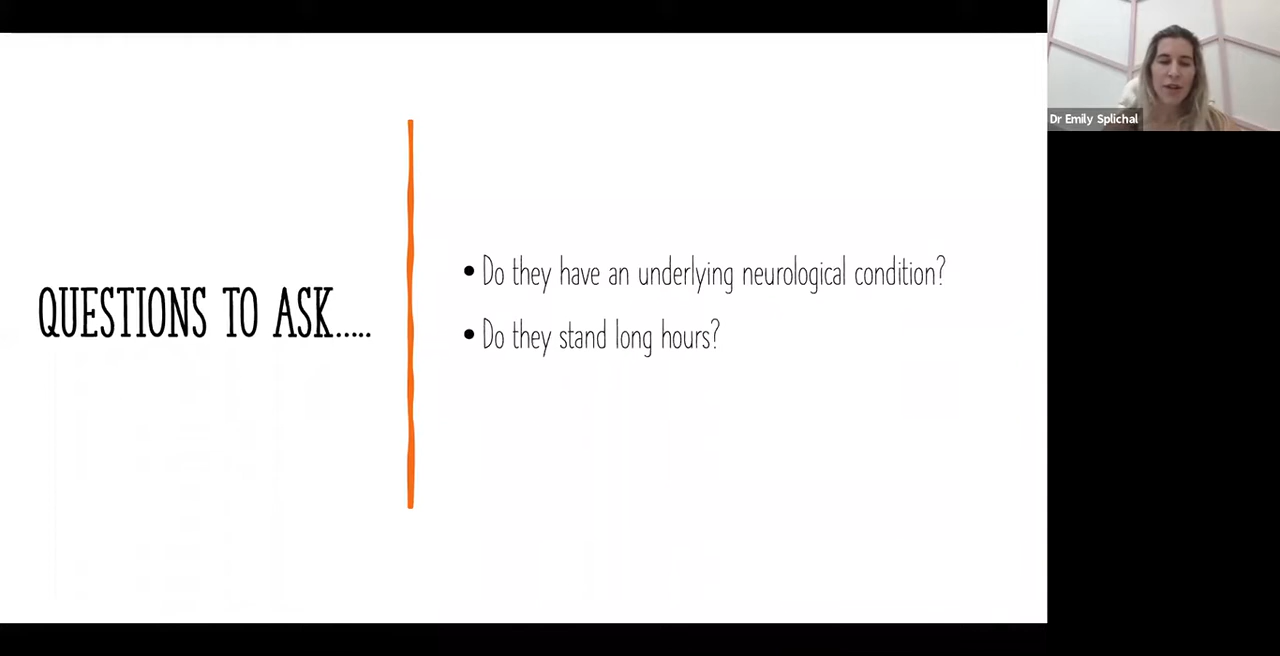 QUESTIONS TO ASK.....
• Do they have an underlying neurological condition?
• Do they stand long hours?
Dr Emily Splichal